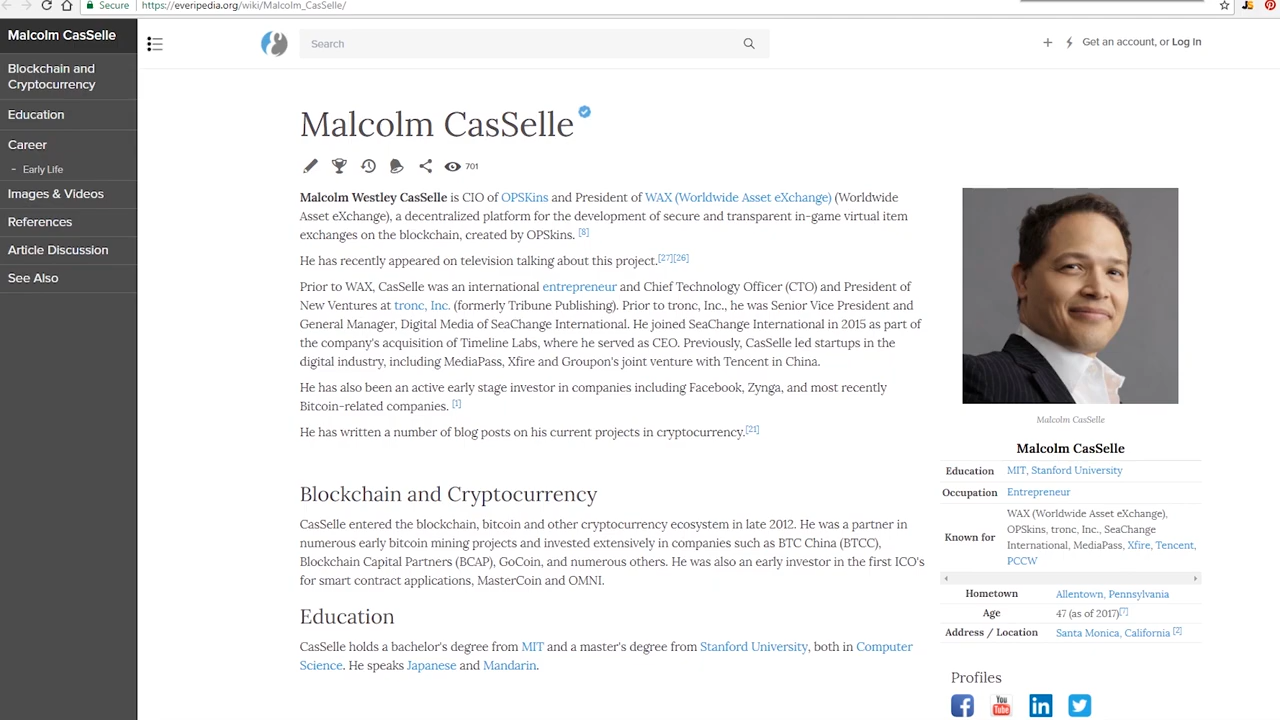 Secure
https://everipedia.org/wiki/Malcolm_CasSelle/
Malcolm CasSelle
Blockchain and
Cryptocurrency
Education
Career
- Early Life
Images & Videos
References
Article Discussion
See Also
Search
Get an account, or Log In
Malcolm CasSelle
701
Malcolm Westley CasSelle is CIO of OPSKins and President of WAX (Worldwide Asset eXchange) (Worldwide
Asset eXchange), a decentralized platform for the development of secure and transparent in-game virtual item
exchanges on the blockchain, created by OPSkins. [8]
He has recently appeared on television talking about this project.[27][26]
Prior to WAX, CasSelle was an international entrepreneur and Chief Technology Officer (CTO) and President of
New Ventures at tronc, Inc. (formerly Tribune Publishing). Prior to tronc, Inc., he was Senior Vice President and
General Manager, Digital Media of SeaChange International. He joined SeaChange International in 2015 as part of
the company's acquisition of Timeline Labs, where he served as CEO. Previously, CasSelle led startups in the
digital industry, including MediaPass, Xfire and Groupon's joint venture with Tencent in China.
He has also been an active early stage investor in companies including Facebook, Zynga, and most recently
Bitcoin-related companies. [1]
He has written a number of blog posts on his current projects in cryptocurrency.[21]
Blockchain and Cryptocurrency
CasSelle entered the blockchain, bitcoin and other cryptocurrency ecosystem in late 2012. He was a partner in
numerous early bitcoin mining projects and invested extensively in companies such as BTC China (BTCC),
Blockchain Capital Partners (BCAP), GoCoin, and numerous others. He was also an early investor in the first ICO's
for smart contract applications, MasterCoin and OMNI.
Education
CasSelle holds a bachelor's degree from MIT and a master's degree from Stanford University, both in Computer
Science. He speaks Japanese and Mandarin.
Malcolm CasSelle
Malcolm CasSelle
Education MIT, Stanford University
Occupation Entrepreneur
Known for WAX (Worldwide Asset eXchange),
OPSkins, tronc, Inc., SeaChange
International, MediaPass, Xfire, Tencent,
PCCW
Hometown Allentown, Pennsylvania
Age 47 (as of 2017)[7]
Address / Location Santa Monica, California [2]
Profiles
You Tube